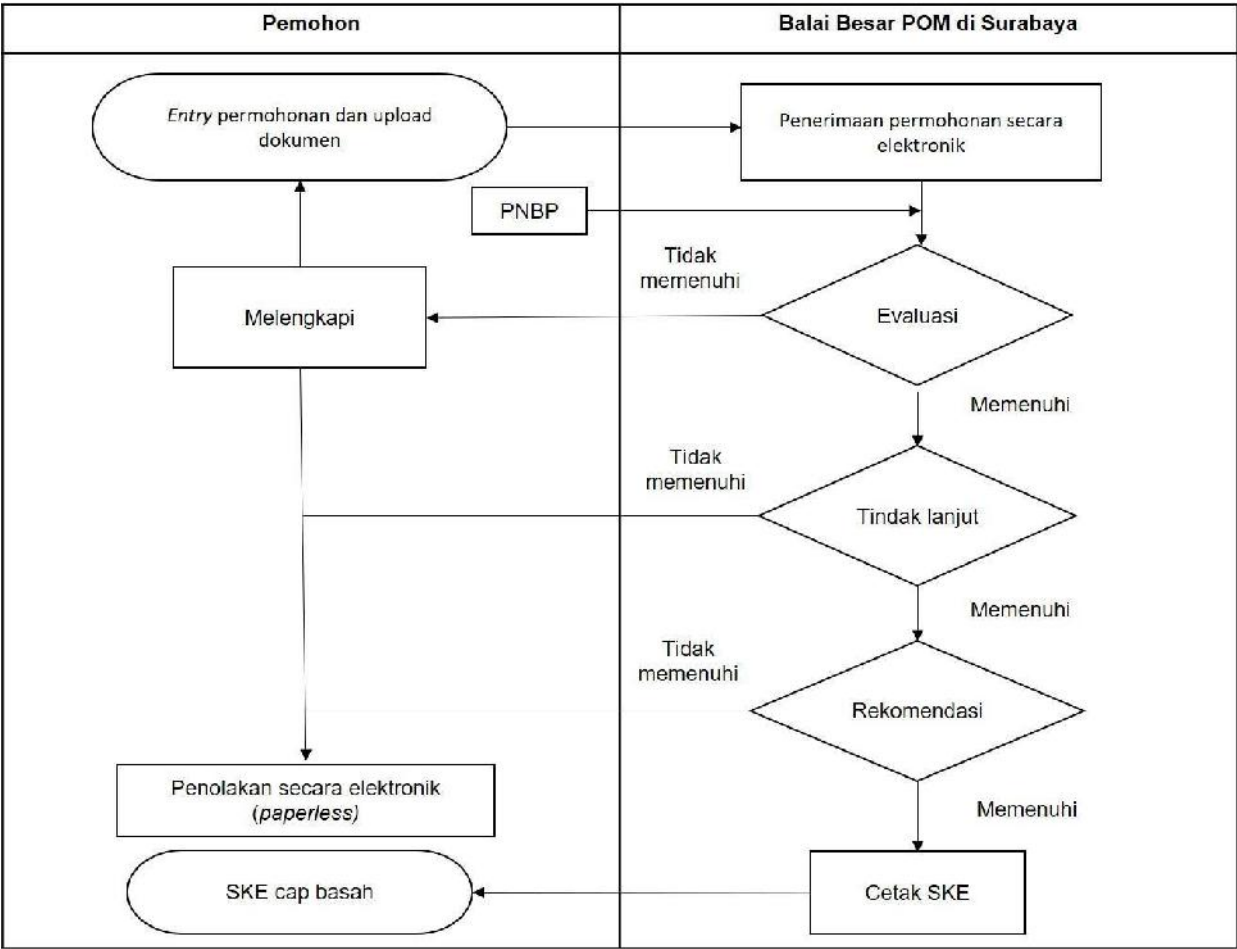 Pemohon
Balai Besar POM di Surabaya
Entry permohonan dan upload
dokumen
Penerimaan permohonan secara
elektronik
PNBP
Tidak
memenuhi
Melengkapi
Evaluasi
Memenuhi
Tidak
memenuhi
Tindak lanjut
Memenuhi
Tidak
memenuhi
Rekomendasi
Penolakan secara elektronik
(paperless)
Memenuhi
SKE cap basah
Cetak SKE